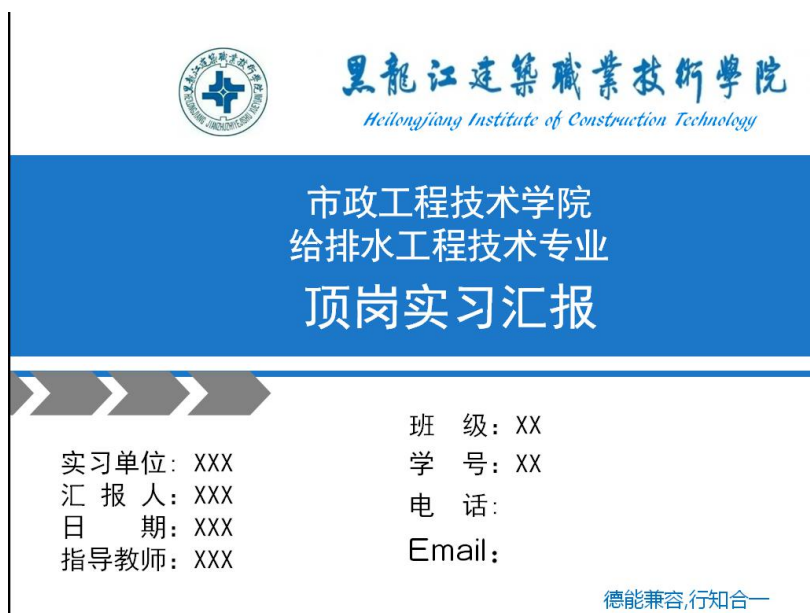 黑龍江建築職業技術學院
Heilongjiang Institute of Construction Technology
市政工程技术学院
给排水工程技术专业
顶岗实习汇报
班 级：XX
学 号：XX
电 话：
Email：
实习单位：XXX
汇 报 人：XXX
日 期：XXX
指导教师：XXX
德能兼容,行知合一